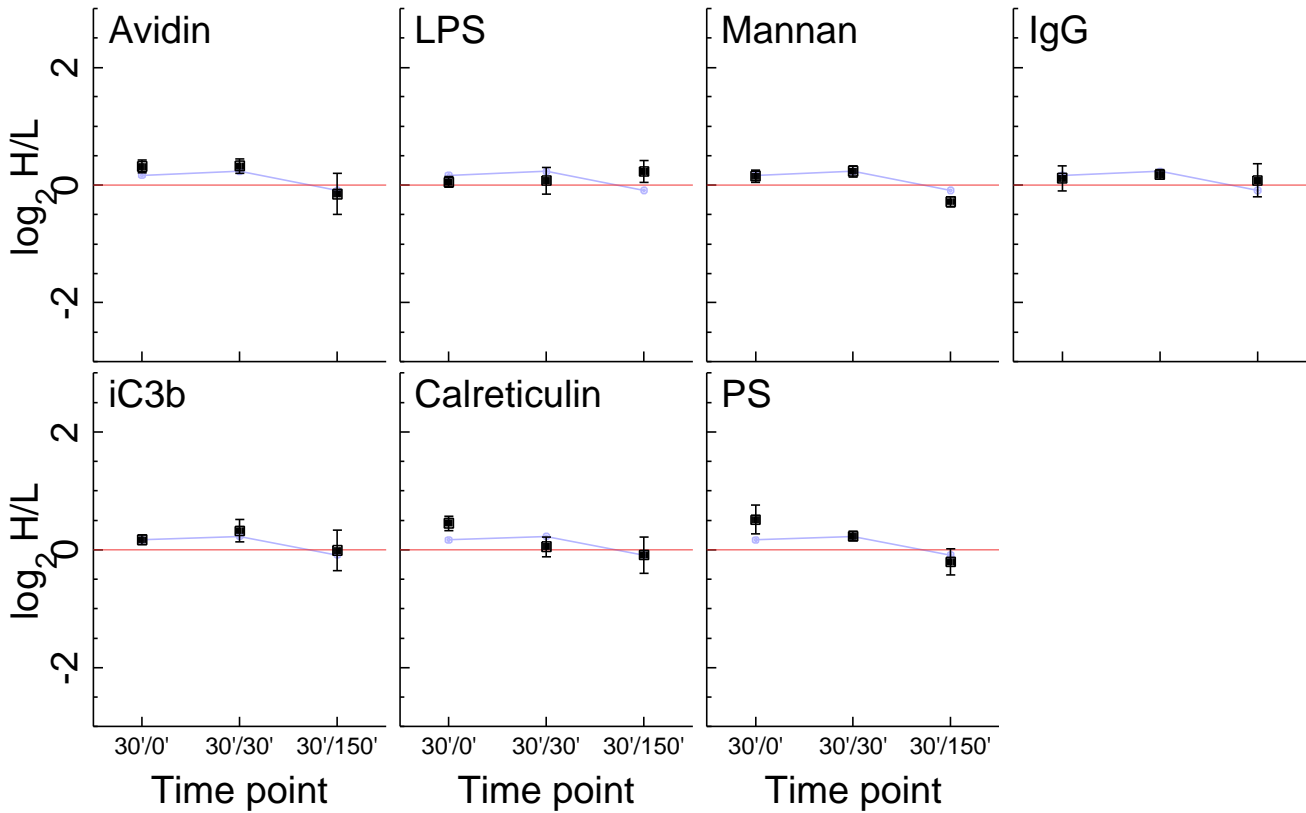 Avidin
LPS
Mannan
IgG
log2 H/L
2
0
-2
iC3b
Calreticulin
PS
log2 H/L
2
0
-2
30'/0' 30'/30' 30'/150'
30'/0' 30'/30' 30'/150'
30'/0' 30'/30' 30'/150'
Time point
Time point
Time point